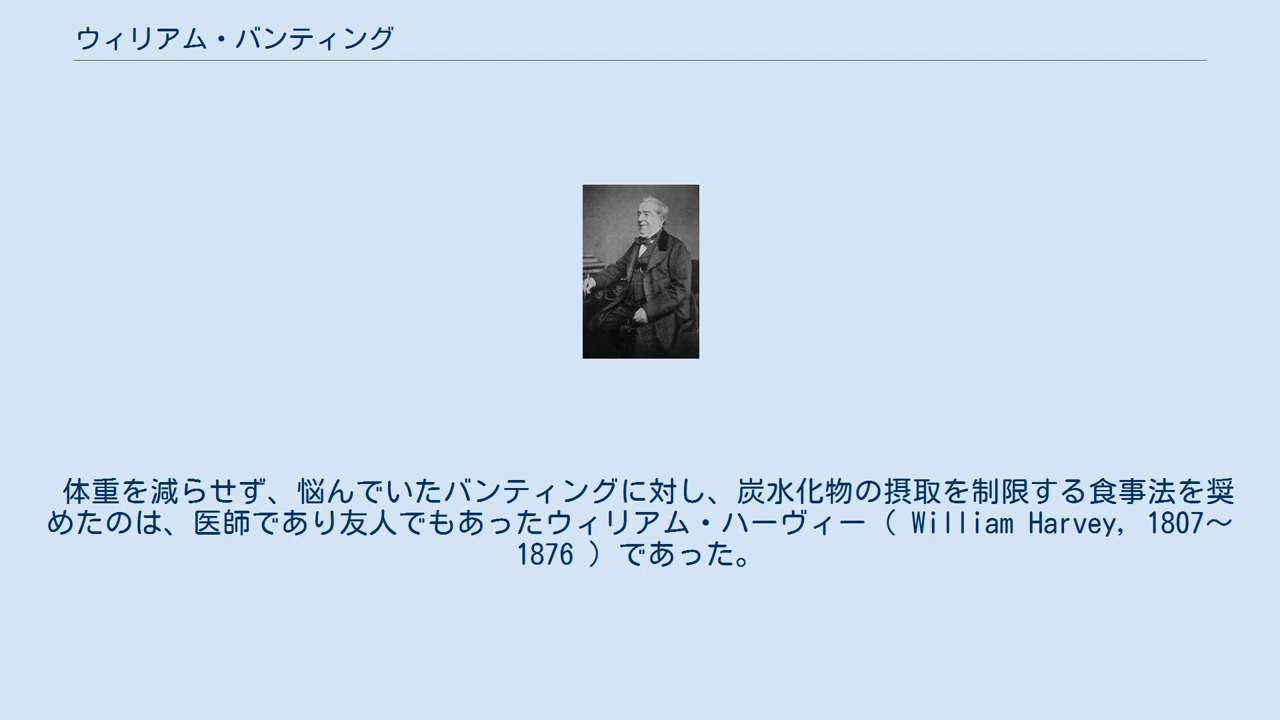 ウィリアム・バンティング
体重を減らせず、悩んでいたバンティングに対し、炭水化物の摂取を制限する食事法を奨
めたのは、医師であり友人でもあったウィリアム・ハーヴィー（ William Harvey, 1807～
1876 ）であった。